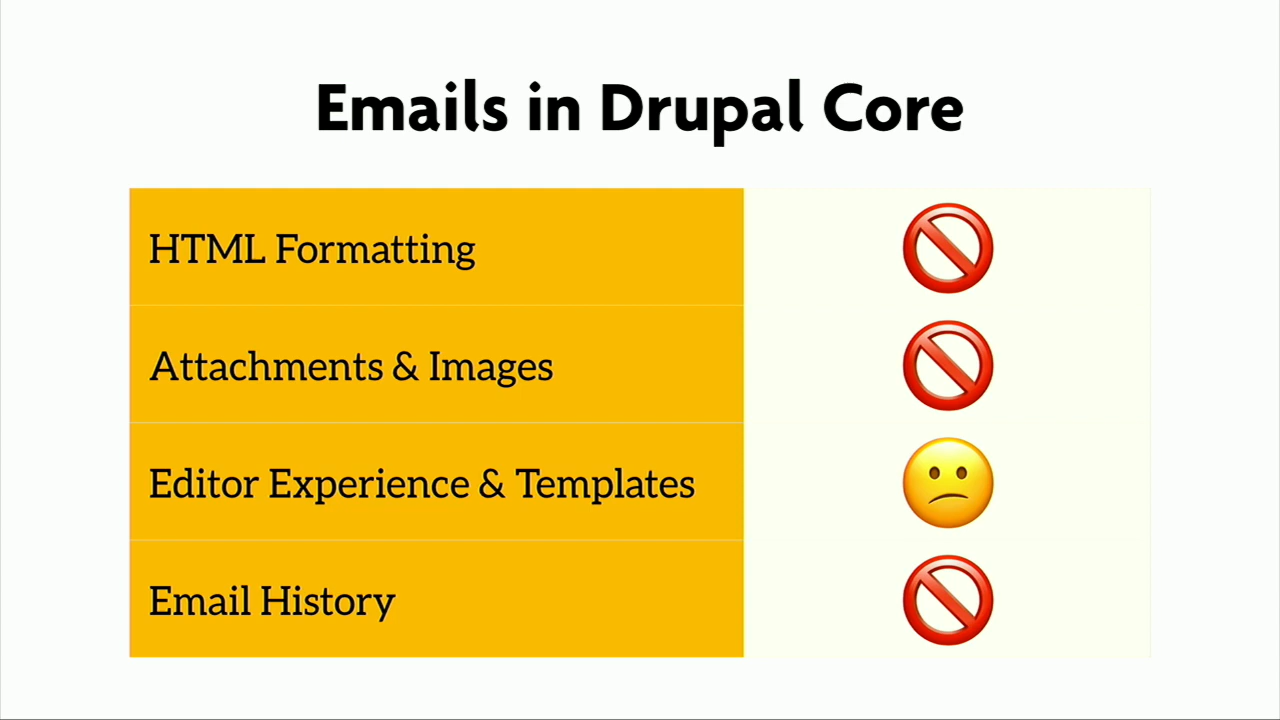 Emails in Drupal Core
HTML Formatting
Attachments & Images
Editor Experience & Templates
Email History